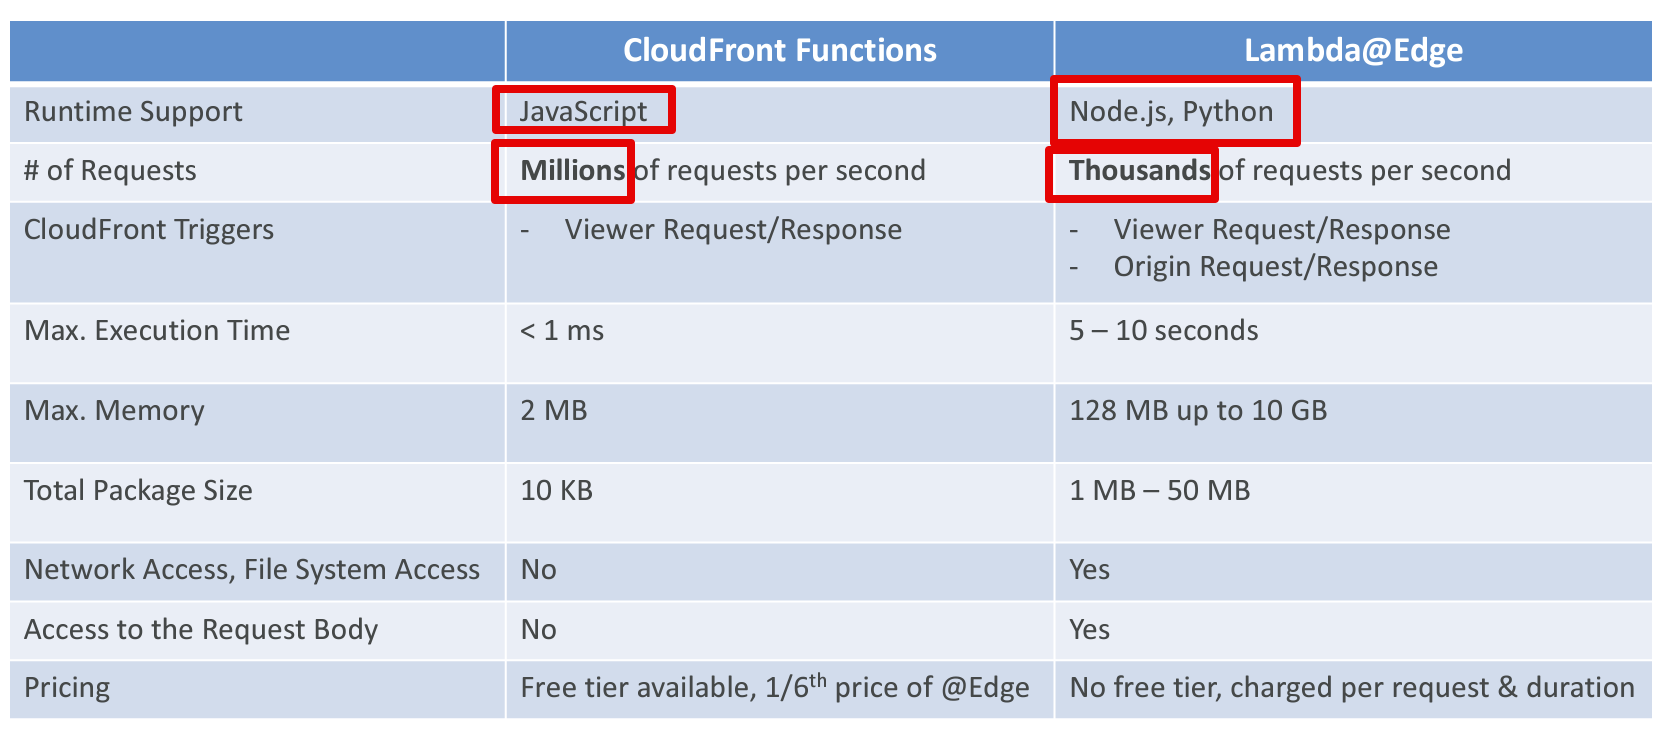 CloudFront Functions Lambda@Edge
Runtime Support JavaScript Node.js, Python
# of Requests Millions of requests per second Thousands of requests per second
CloudFront Triggers - Viewer Request/Response - Viewer Request/Response
- Origin Request/Response
Max. Execution Time < 1 ms 5 – 10 seconds
Max. Memory 2 MB 128 MB up to 10 GB
Total Package Size 10 KB 1 MB – 50 MB
Network Access, File System Access No Yes
Access to the Request Body No Yes
Pricing Free tier available, 1/6th price of @Edge No free tier, charged per request & duration